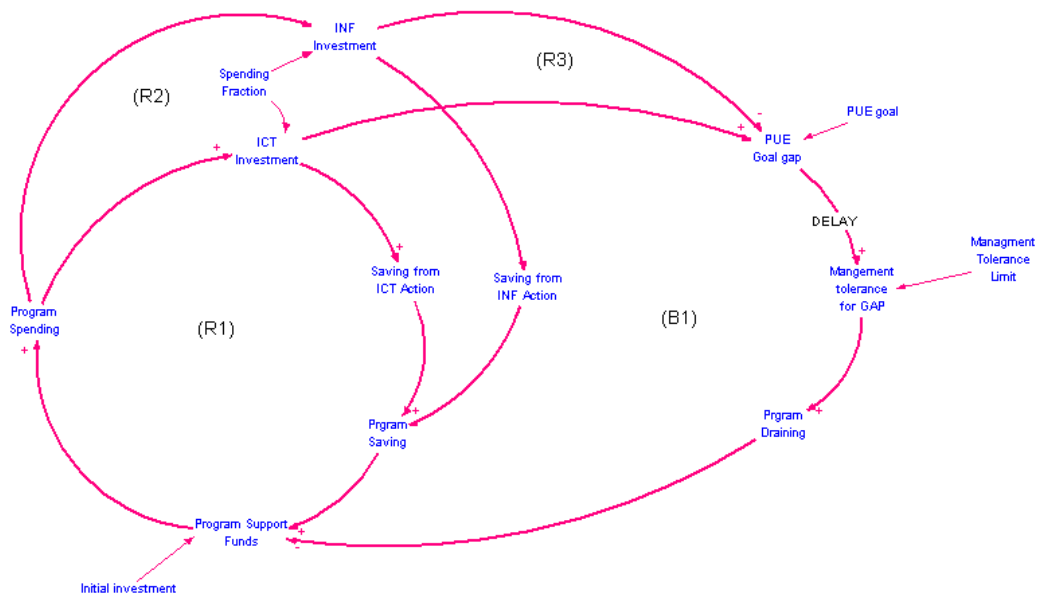 INF
Investment
(R3)
(R2)
Spending
Fraction
-
PUE goal
+
PUE
Goal gap
+
ICT
Investment
DELAY
+
+
Managment
Tolerance
Limit
Saving from
ICT Action
Saving from
INF Action
Mangement
tolerance
for GAP
Program
Spending
+
(R1)
(B1)
+
Prgram
Saving
+
Prgram
Draining
Program Support
Funds
+
-
Initial investment